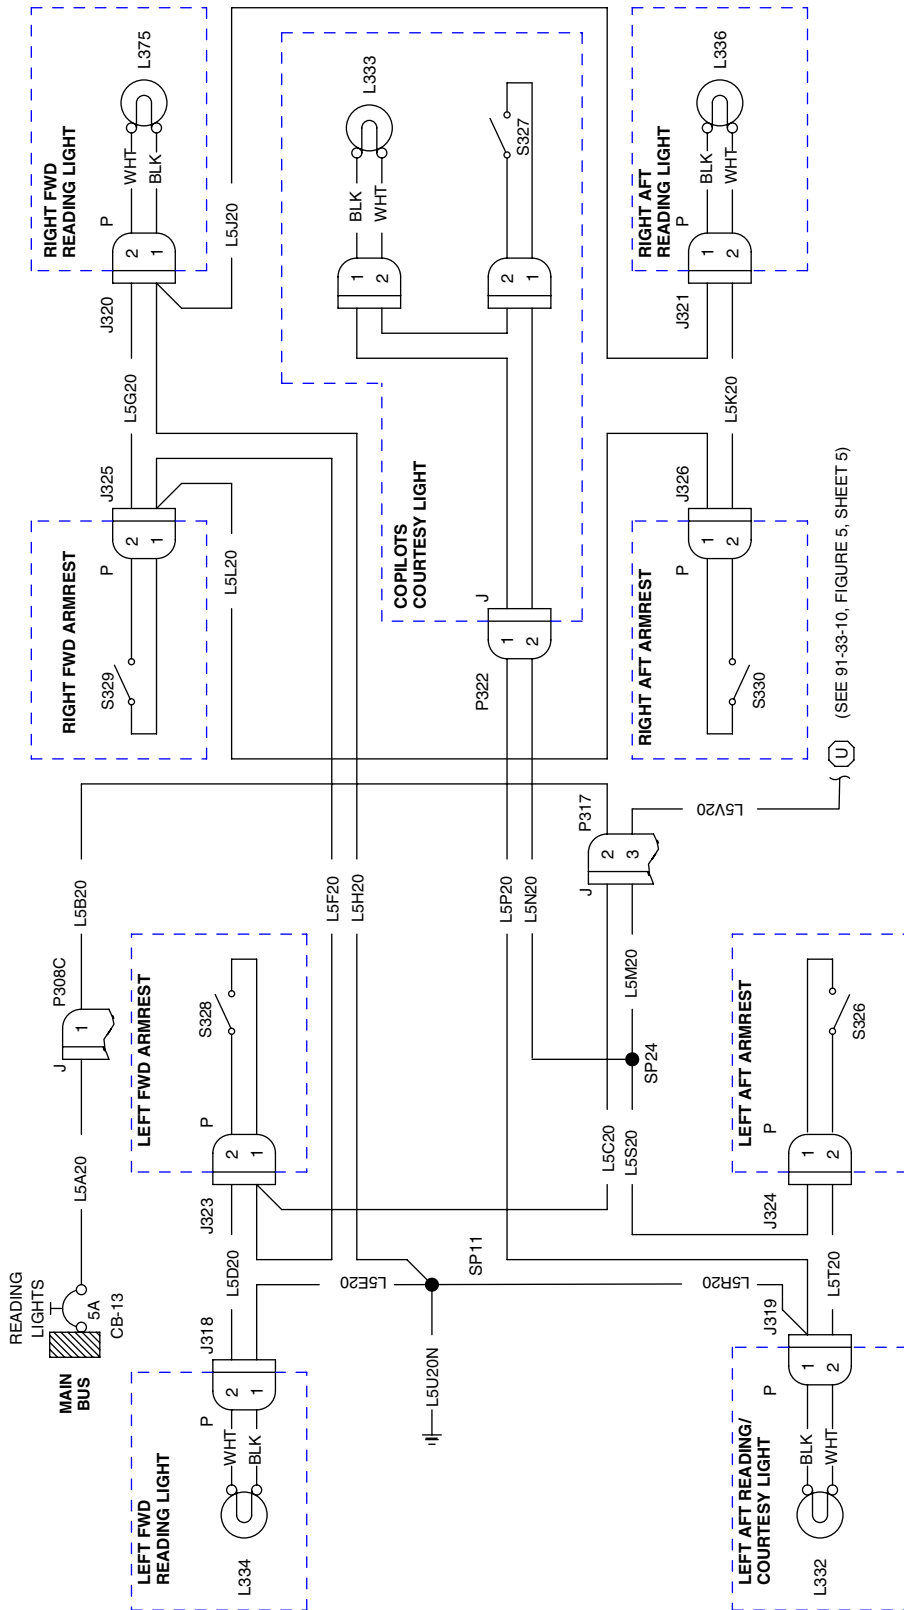 RIGHT FWD
READING LIGHT
L375
P
WHT
BLK
2
1
J320
L5G20
L5J20
J325
RIGHT FWD ARMREST
P
2
1
S329
L5L20
COPILOTS
COURTESY LIGHT
L333
BLK
WHT
1
2
S327
2
1
J
1
2
P322
RIGHT AFT
READING LIGHT
L336
P
BLK
WHT
1
2
J321
L5K20
J326
RIGHT AFT ARMREST
P
1
2
S330
U
(SEE 91-33-10, FIGURE 5, SHEET 5)
L5V20
P317
J
2
3
L5F20
L5H20
L5P20
L5N20
L5M20
L5B20
P308C
J
1
L5A20
READING
LIGHTS
5A
CB-13
MAIN
BUS
LEFT FWD ARMREST
S328
P
2
1
J323
L5D20
J318
L5E20
LEFT FWD
READING LIGHT
P
2
1
WHT
BLK
L334
L5C20
L5S20
SP24
SP11
L5U20N
L5R20
LEFT AFT ARMREST
S326
P
1
2
J324
L5T20
J319
LEFT AFT READING/
COURTESY LIGHT
P
1
2
BLK
WHT
L332